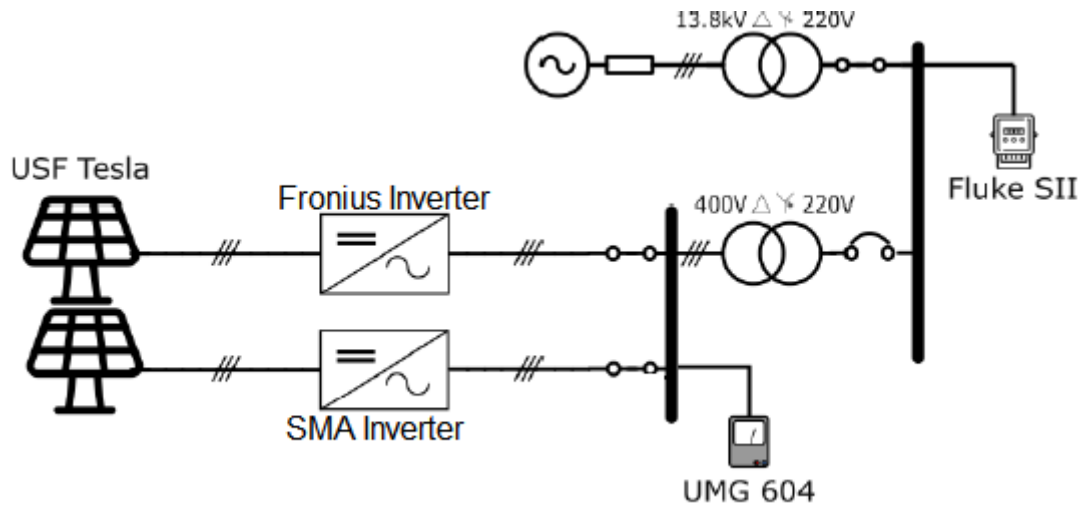 13.8kV △ Y 220V
USF Tesla
Fluke SII
Fronius Inverter
400V △ Y 220V
SMA Inverter
UMG 604